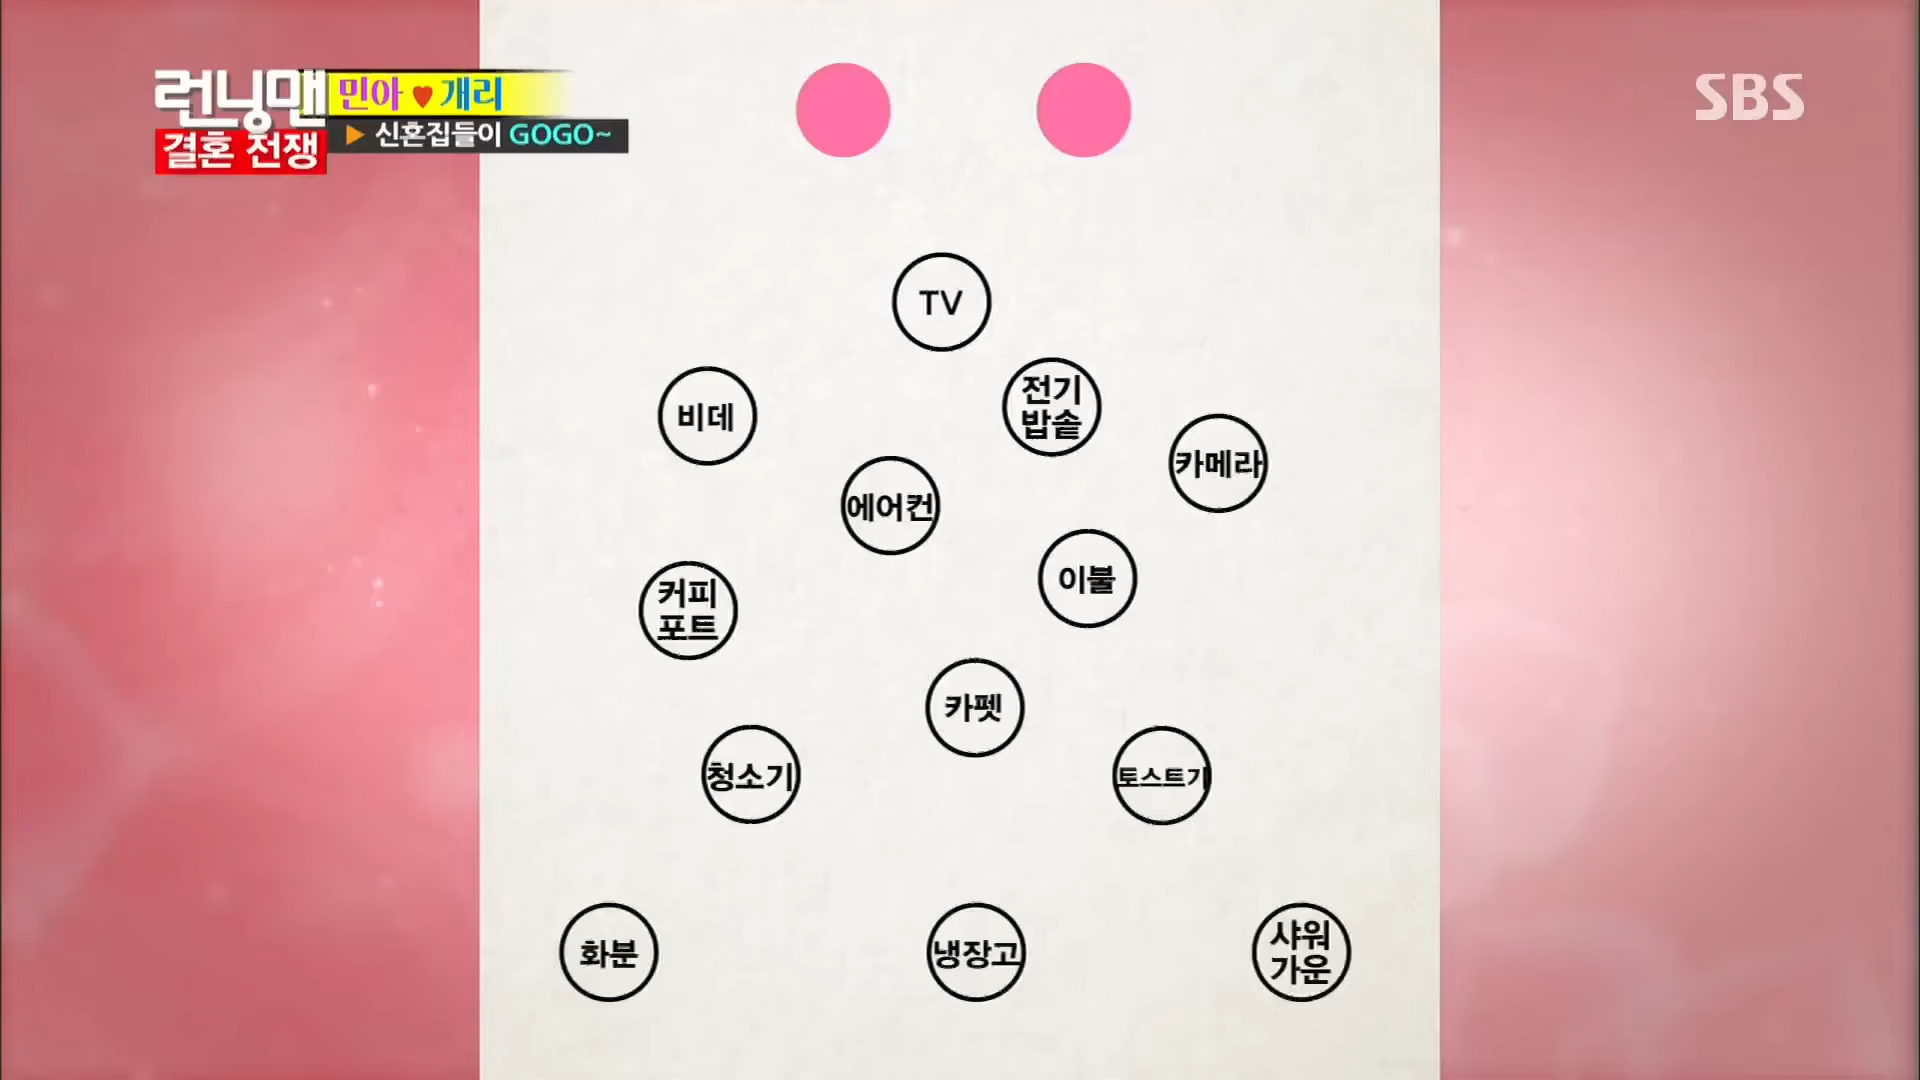 런닝맨
결혼 전쟁
민아♥개리
▶ 신혼집들이 GOGO~
SBS
TV
비데
전기
밥솥
카메라
에어컨
이불
커피
포트
카펫
청소기
토스트기
화분
냉장고
샤워
가운